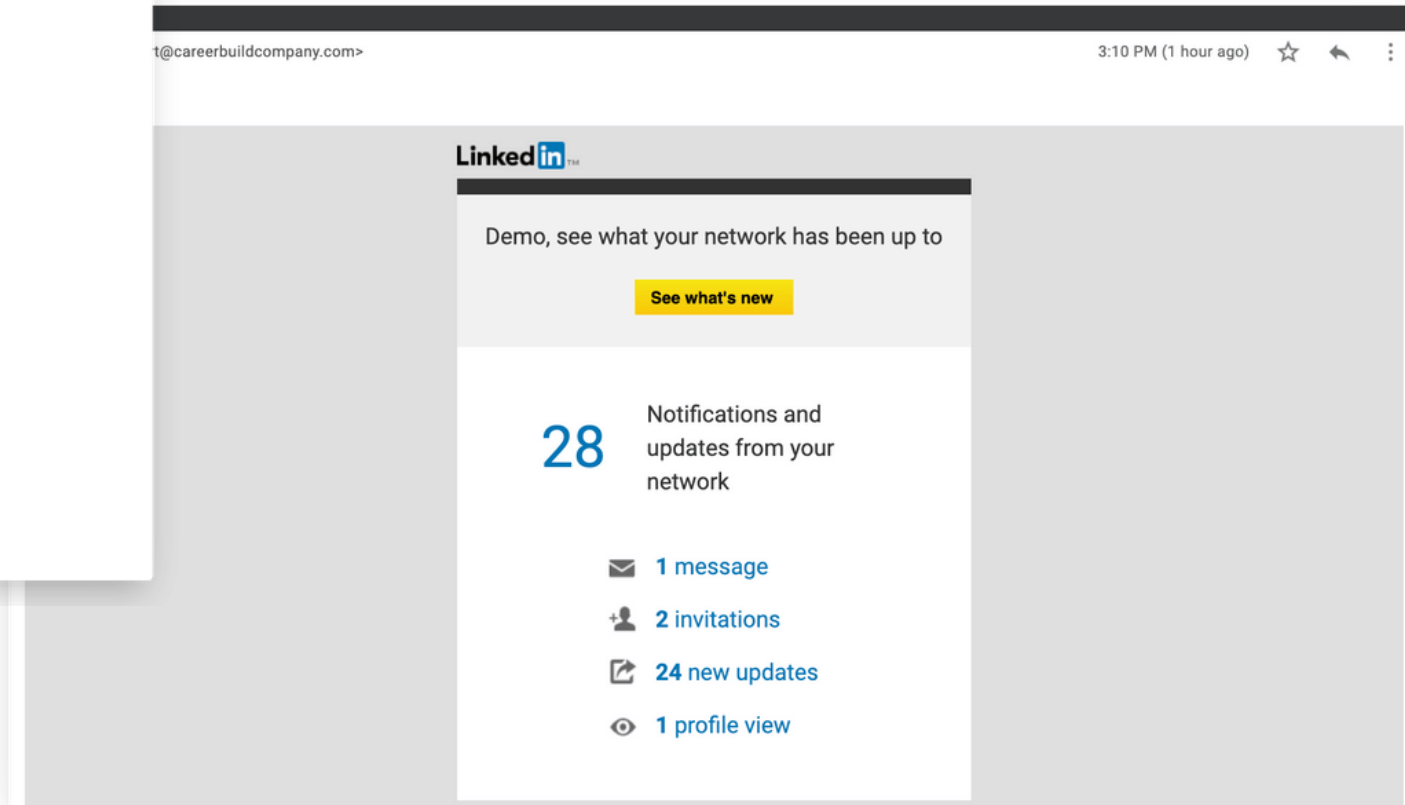 t@careerbuildcompany.com>
3:10 PM (1 hour ago)
Linkedin™
Demo, see what your network has been up to
See what's new
28
Notifications and
updates from your
network
1 message
2 invitations
24 new updates
1 profile view